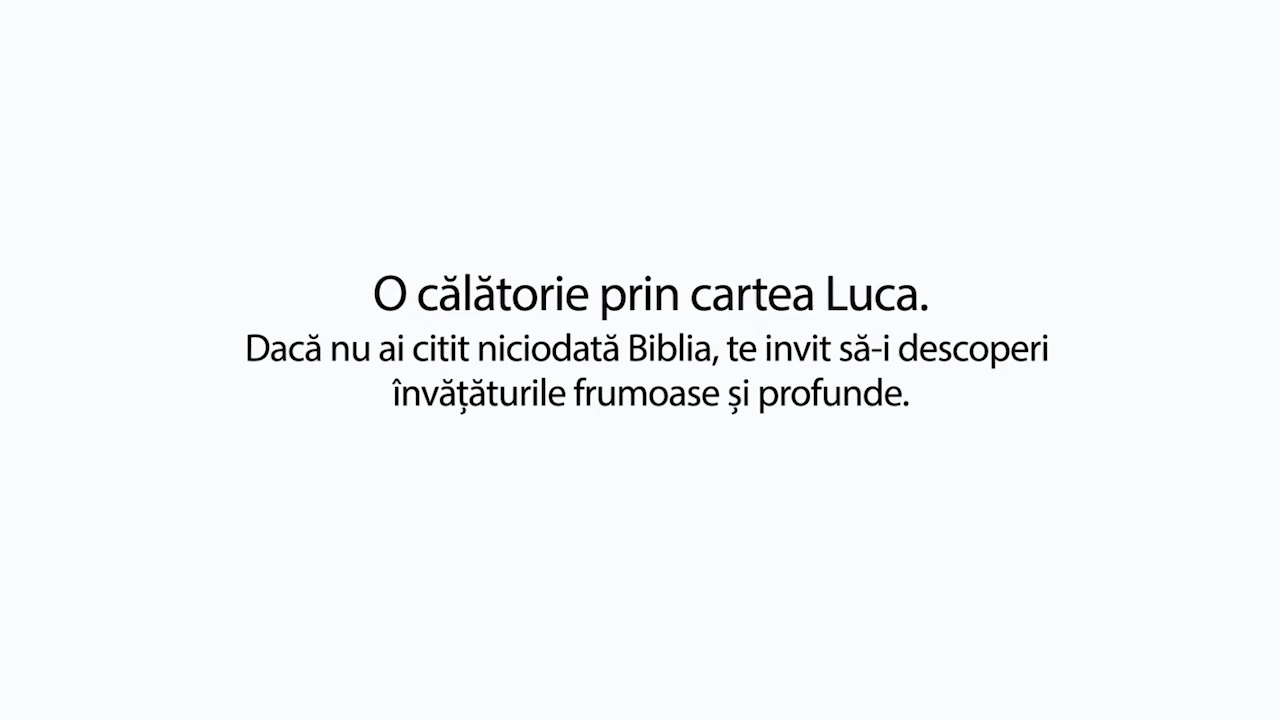 O călătorie prin cartea Luca.
Dacă nu ai citit niciodată Biblia, te invit să-i descoperi
învățăturile frumoase și profunde.